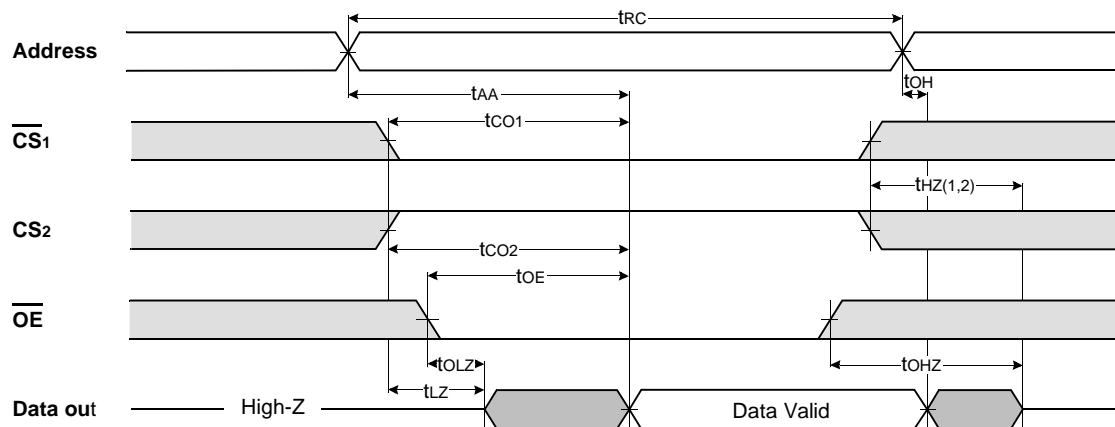 tRC
Address
tOH
tAA
tCO1
CS1
tHZ(1,2)
CS2
tCO2
tOE
OE
tOLZ
tOHZ
tLZ
Data out
High-Z
Data Valid